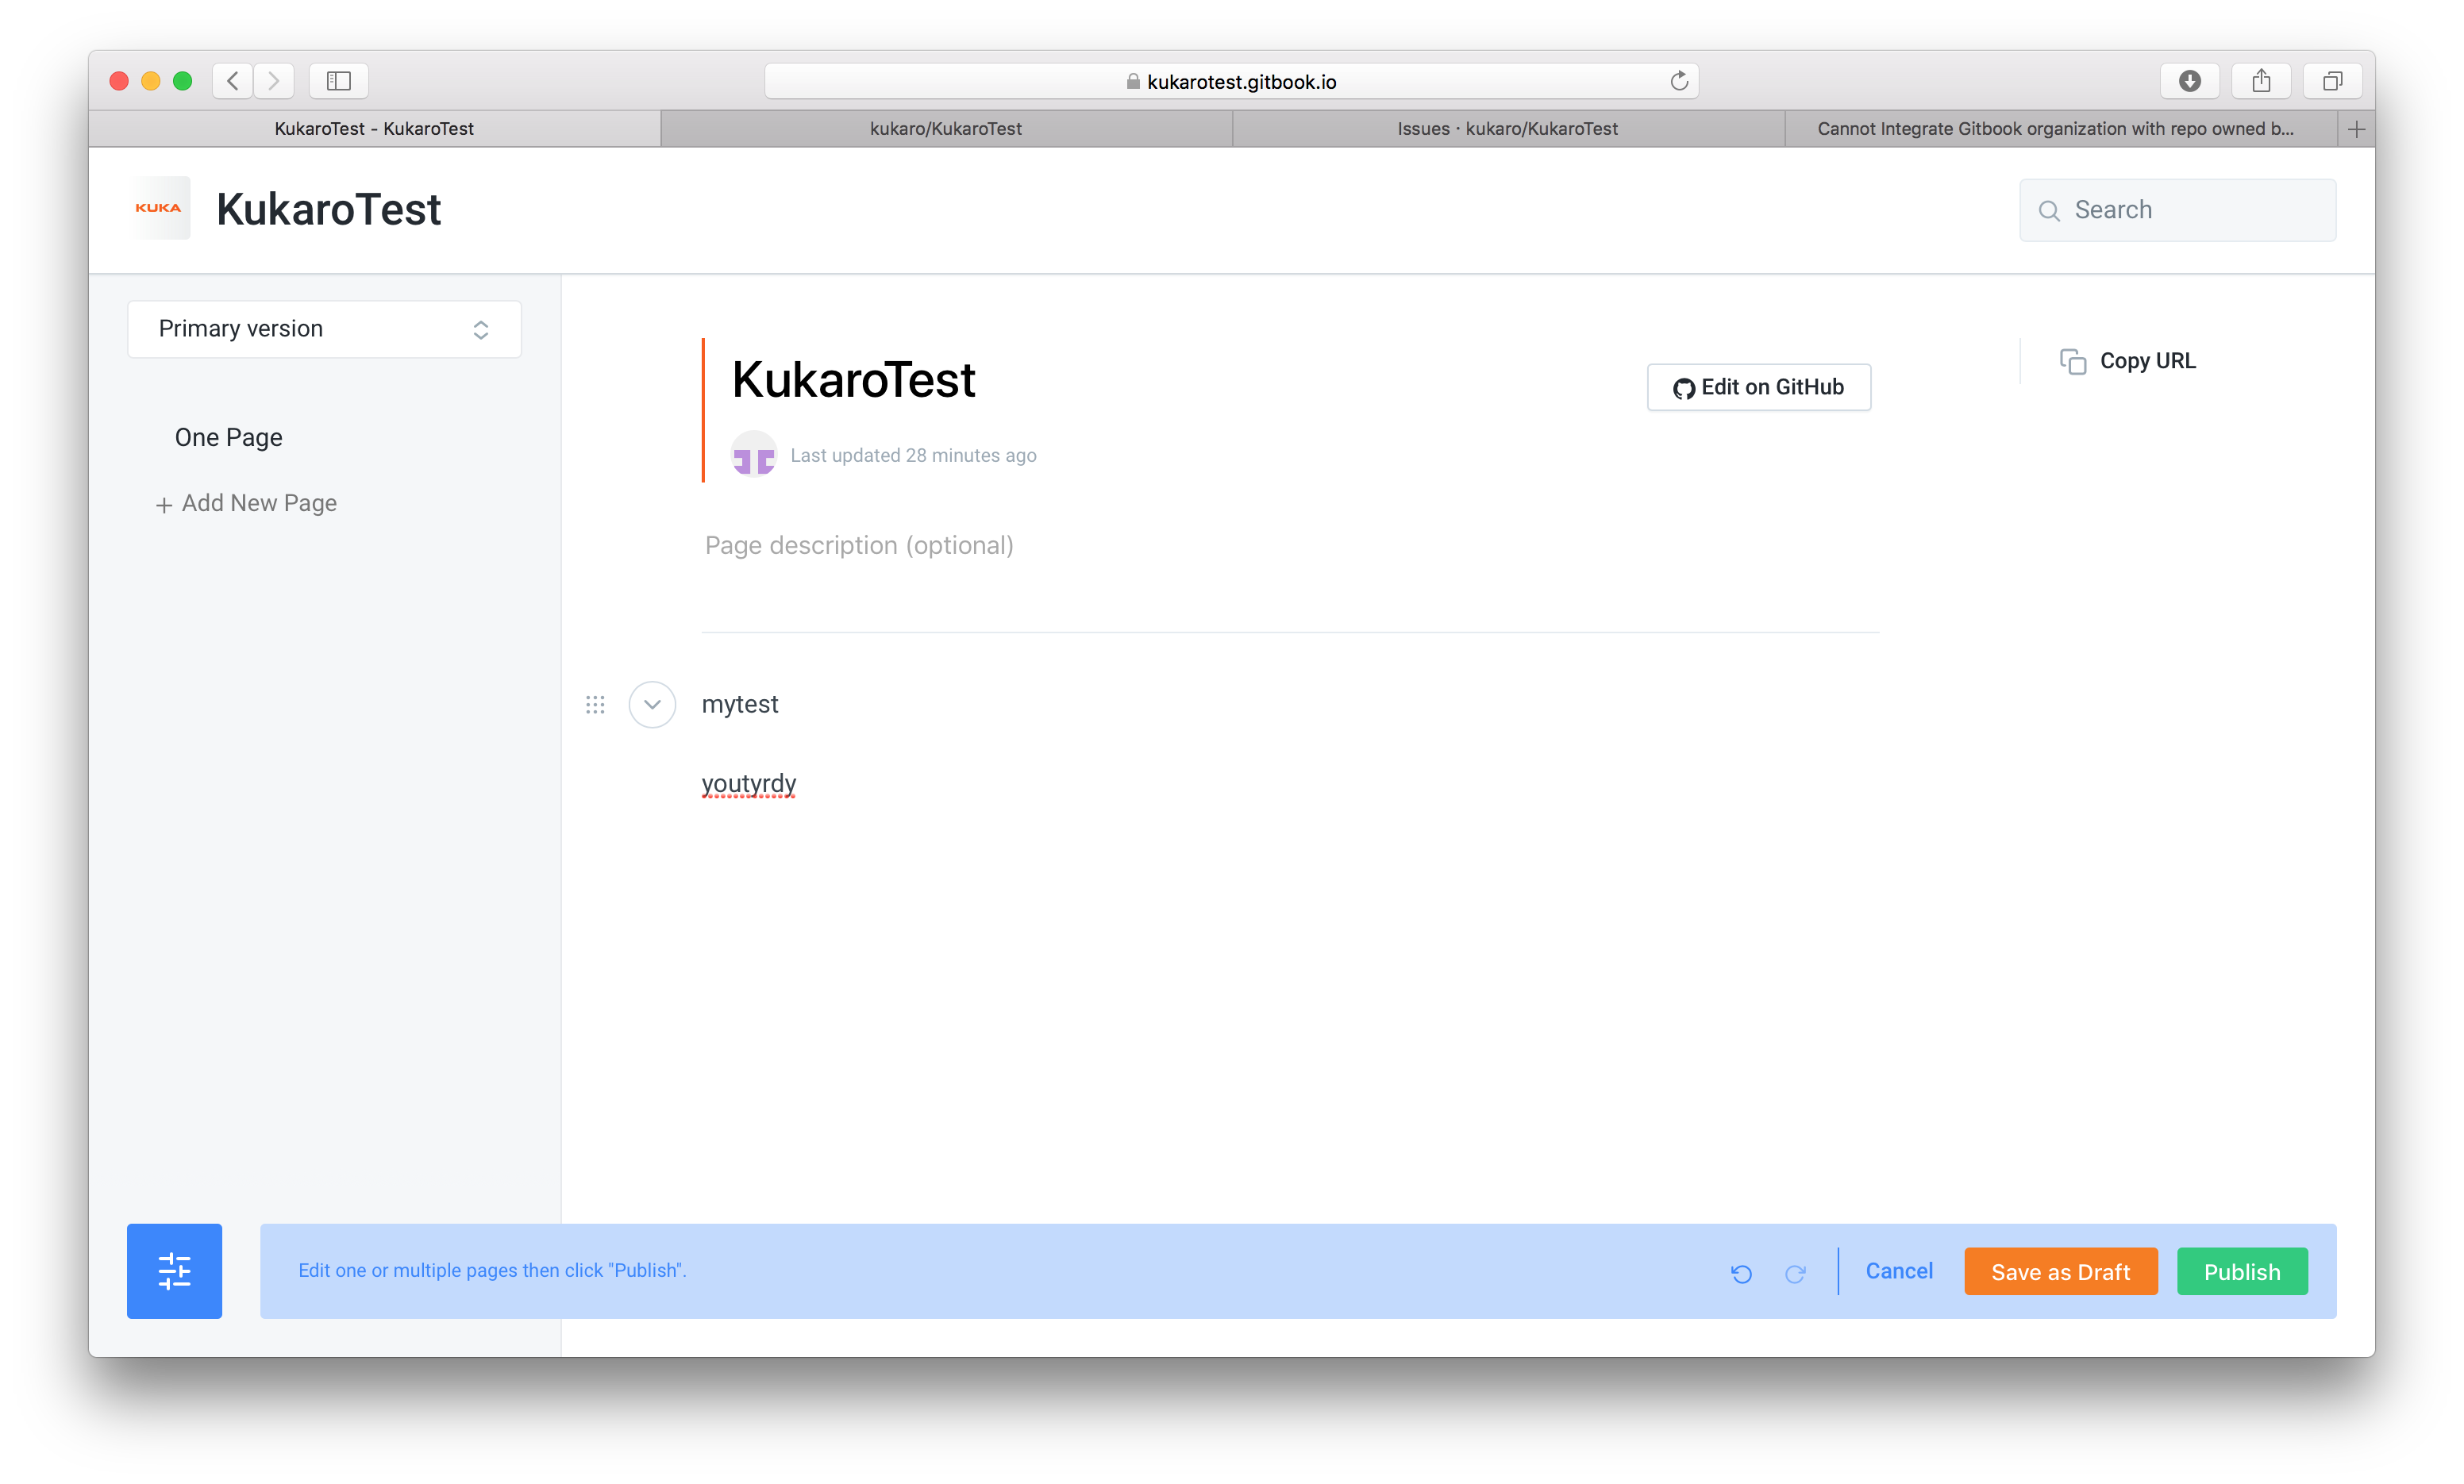 kukarotest.gitbook.io
KukaroTest - KukaroTest
kukaro/KukaroTest
Issues · kukaro/KukaroTest
Cannot Integrate Gitbook organization with repo owned b...
KUKA
KukaroTest
Search
Primary version
One Page
+ Add New Page
KukaroTest
Last updated 28 minutes ago
Edit on GitHub
Copy URL
Page description (optional)
mytest
youtyrdy
Edit one or multiple pages then click "Publish".
Cancel
Save as Draft
Publish